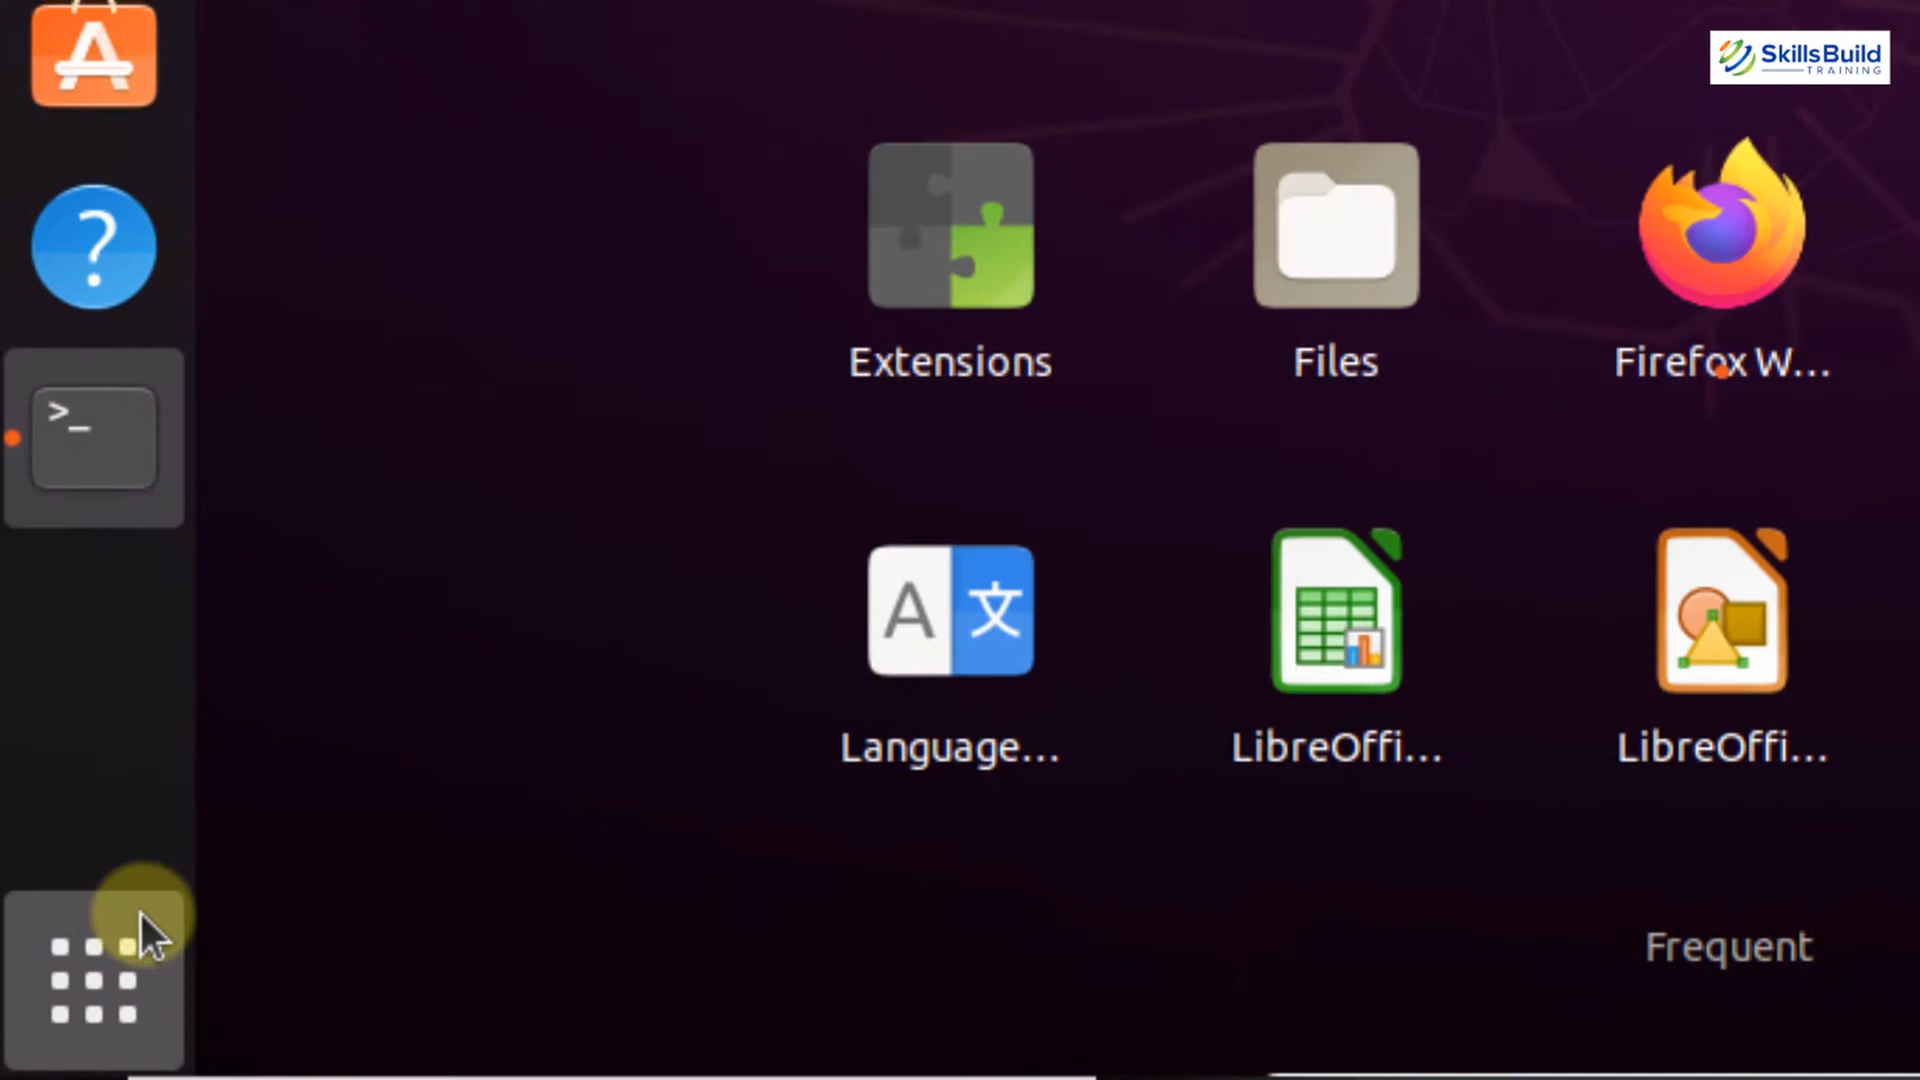 SkillsBuild
TRAINING
Extensions
Files
Firefox W...
Language...
LibreOffi...
LibreOffi...
Frequent